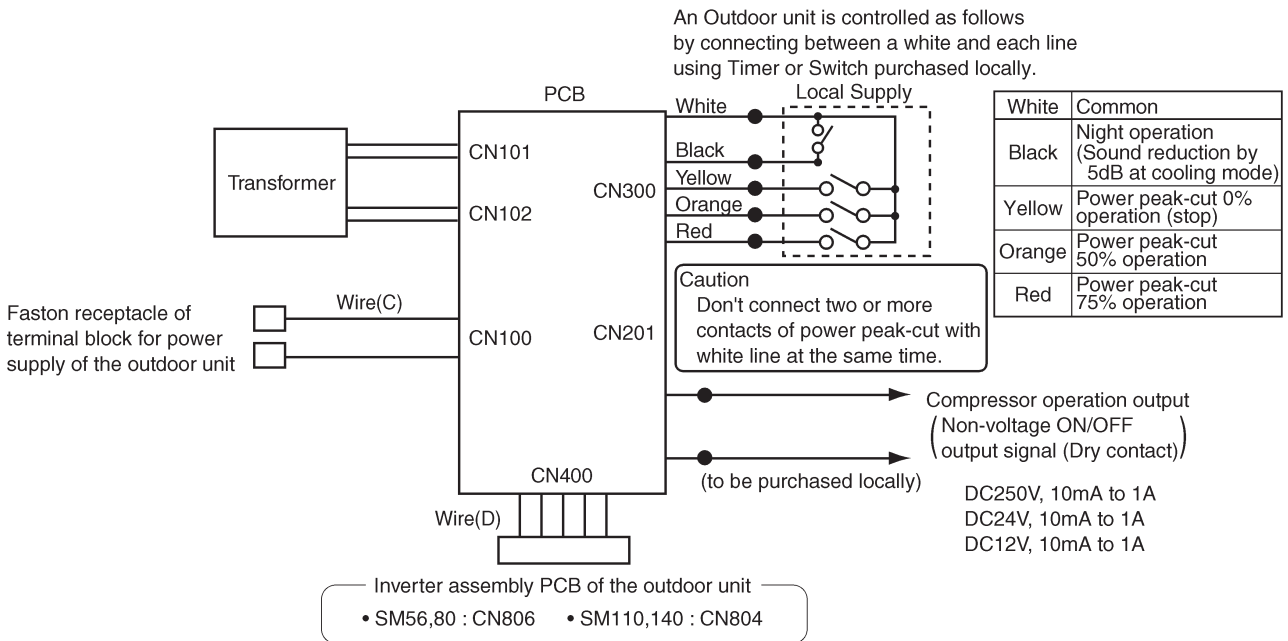 An Outdoor unit is controlled as follows
by connecting between a white and each line
using Timer or Switch purchased locally.
PCB
Local Supply
White
Black
Yellow
Orange
Red
CN101
CN102
CN300
Transformer
White Common
Black Night operation
(Sound reduction by
5dB at cooling mode)
Yellow Power peak-cut 0%
operation (stop)
Orange Power peak-cut
50% operation
Red Power peak-cut
75% operation
Caution
Don't connect two or more
contacts of power peak-cut with
white line at the same time.
Faston receptacle of
terminal block for power
supply of the outdoor unit
Wire(C)
CN100
CN201
Compressor operation output
(Non-voltage ON/OFF
output signal (Dry contact))
(to be purchased locally)
DC250V, 10mA to 1A
DC24V, 10mA to 1A
DC12V, 10mA to 1A
CN400
Wire(D)
Inverter assembly PCB of the outdoor unit
• SM56,80 : CN806 • SM110,140 : CN804